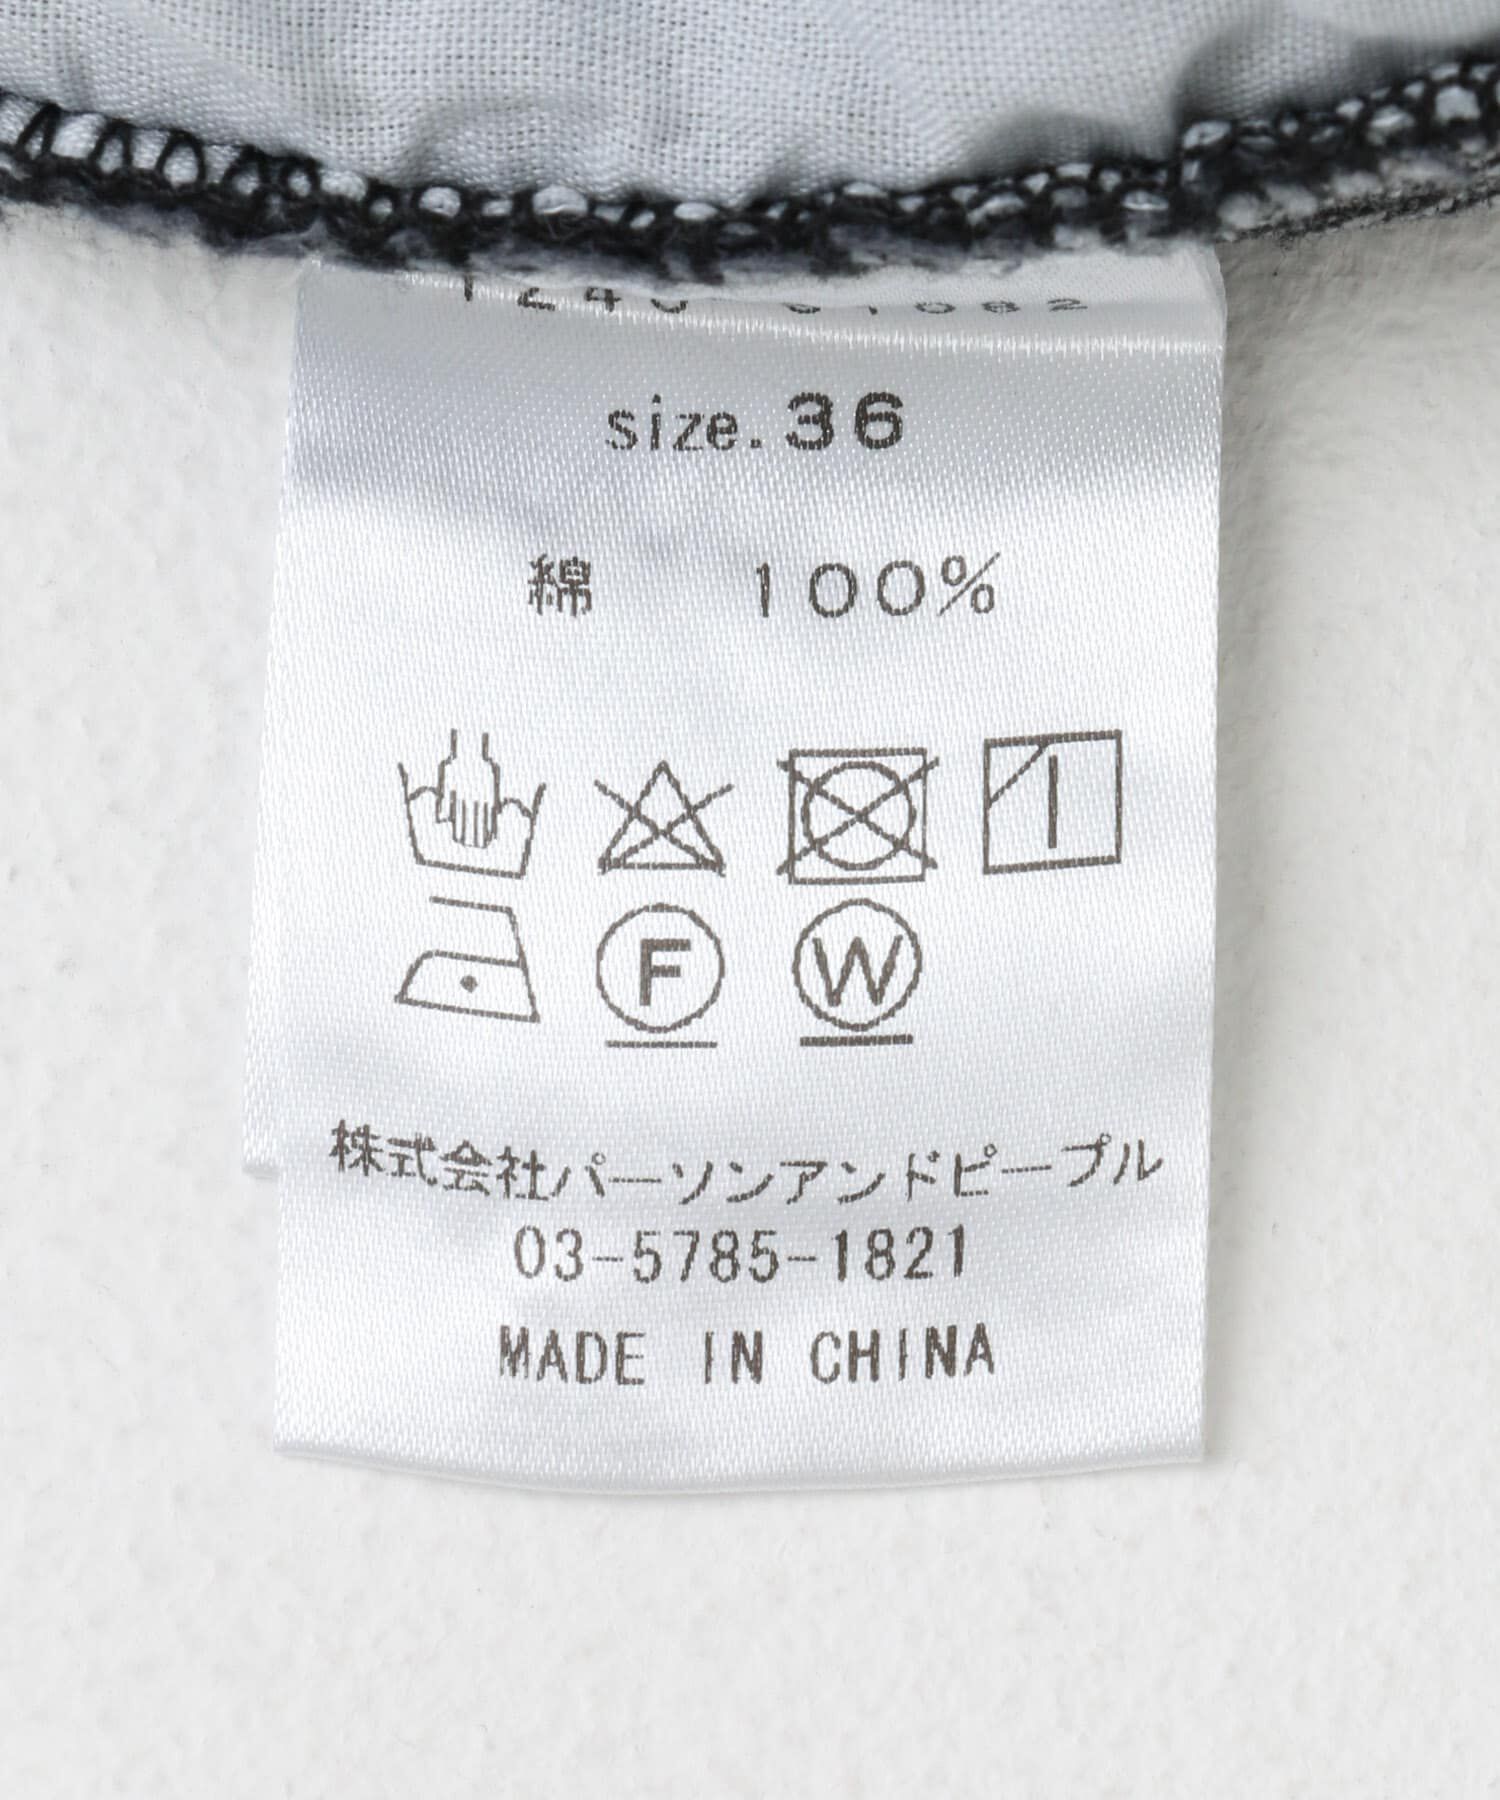 size.36
綿 100%
F W
株式会社パーソンアンドピープル
03-5785-1821
MADE IN CHINA